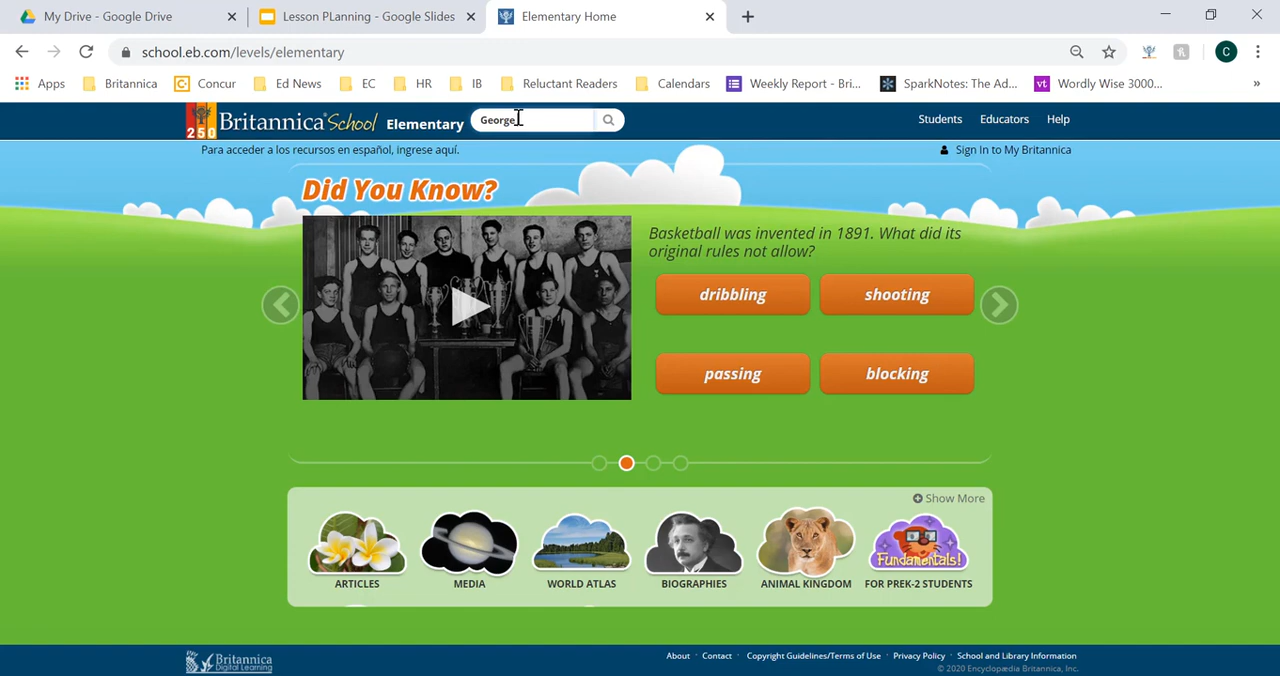 My Drive - Google Drive
Lesson PLanning - Google Slides
Elementary Home
school.eb.com/levels/elementary
C
Apps
Britannica
Concur
Ed News
EC
HR
IB
Reluctant Readers
Calendars
Weekly Report - Bri...
SparkNotes: The Ad...
vt
Wordly Wise 3000...
»
250
Britannica School Elementary
George
Students
Educators
Help
Para acceder a los recursos en español, ingrese aquí.
Sign In to My Britannica
Did You Know?
Basketball was invented in 1891. What did its
original rules not allow?
dribbling
shooting
passing
blocking
Show More
Fundamentals!
ARTICLES
MEDIA
WORLD ATLAS
BIOGRAPHIES
ANIMAL KINGDOM
FOR PREK-2 STUDENTS
Britannica
Digital Learning
About · Contact · Copyright Guidelines/Terms of Use · Privacy Policy · School and Library Information
© 2020 Encyclopædia Britannica, Inc.